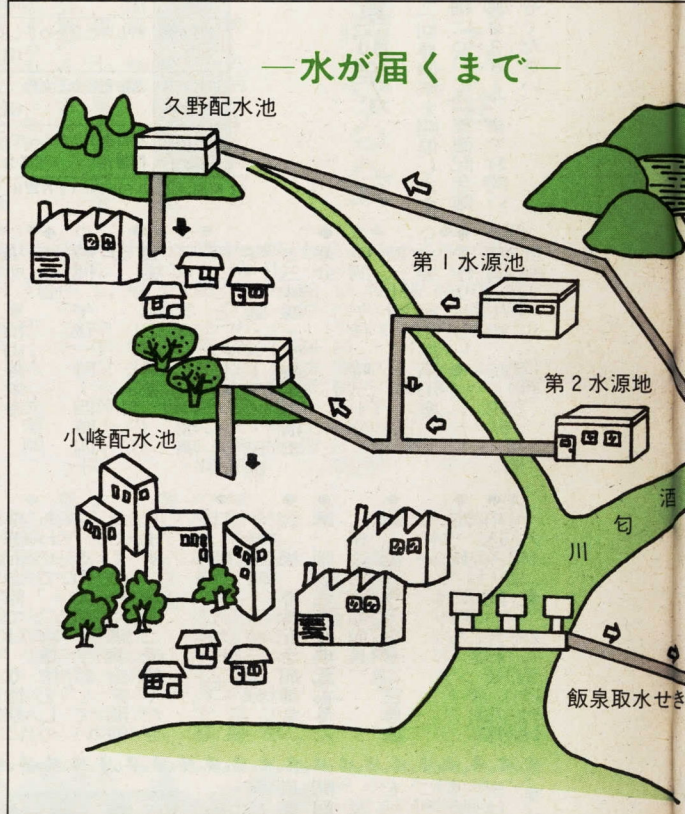 —水が届くまで—
久野配水池
第1水源池
第2水源地
小峰配水池
酒匂川
飯泉取水せき